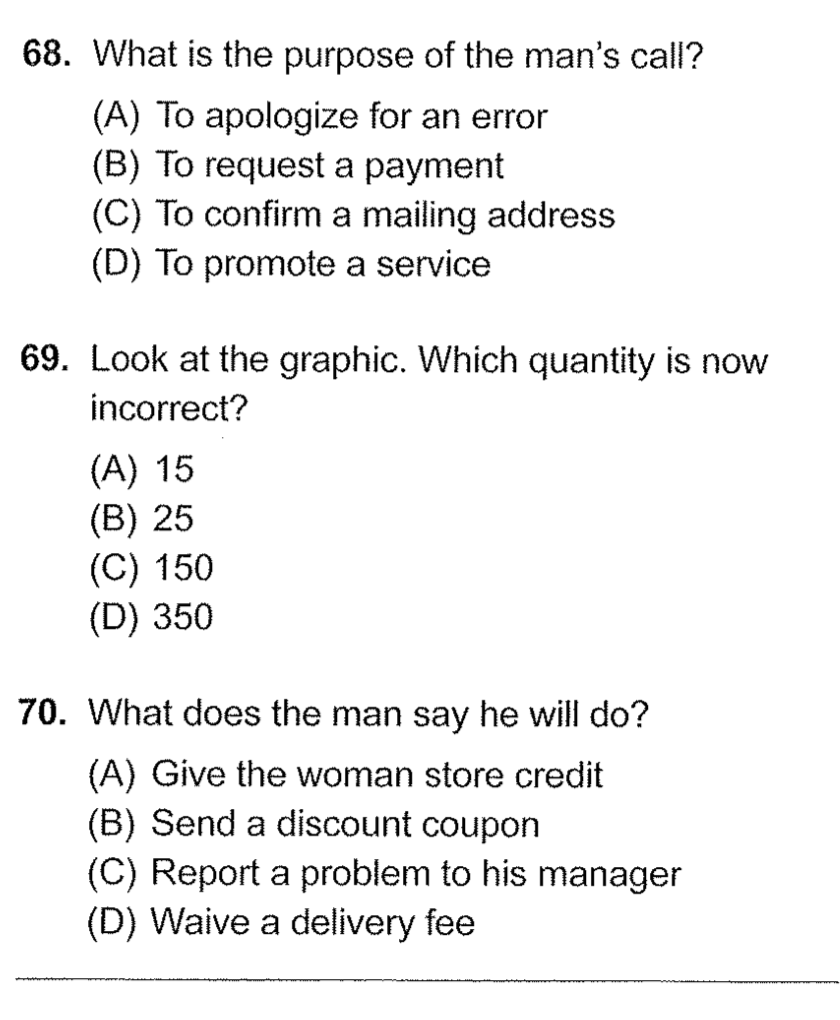 68. What is the purpose of the man's call?
(A) To apologize for an error
(B) To request a payment
(C) To confirm a mailing address
(D) To promote a service
69. Look at the graphic. Which quantity is now
incorrect?
(A) 15
(B) 25
(C) 150
(D) 350
70. What does the man say he will do?
(A) Give the woman store credit
(B) Send a discount coupon
(C) Report a problem to his manager
(D) Waive a delivery fee